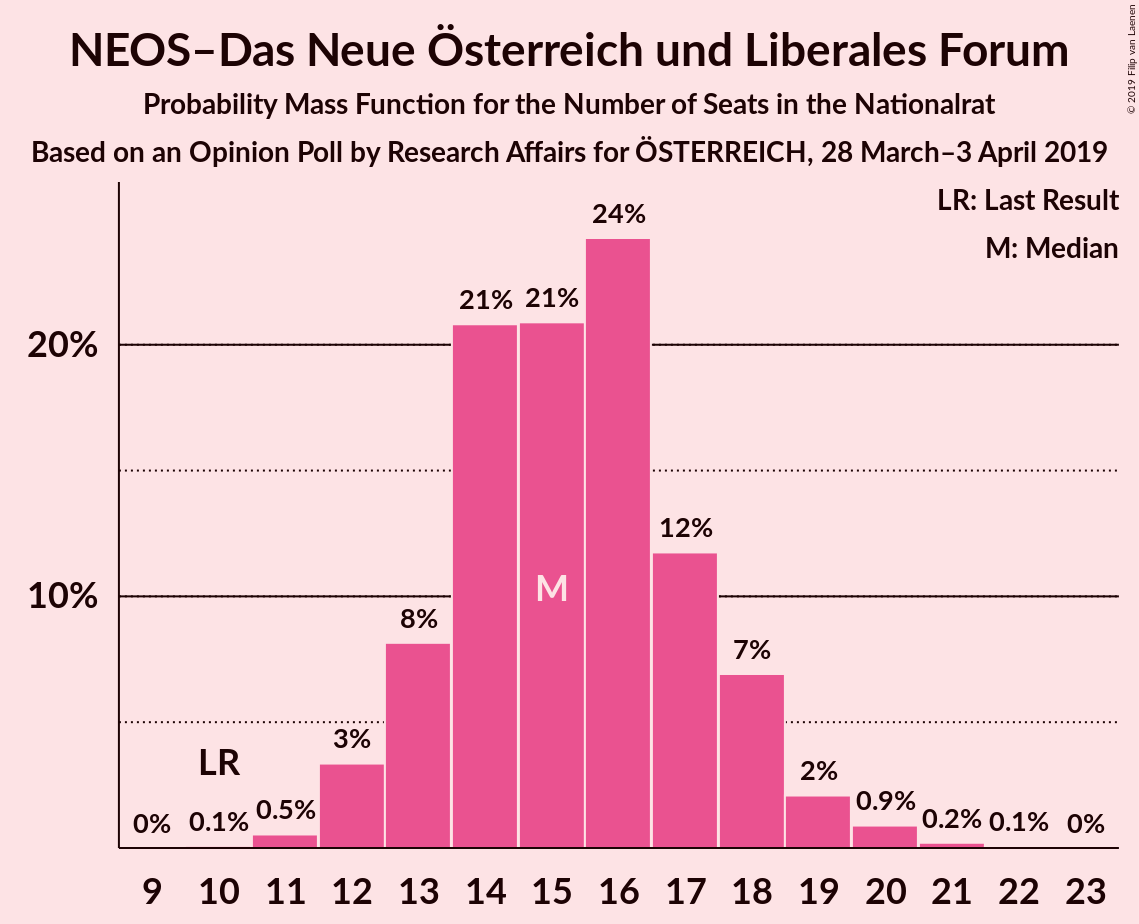 NEOS–Das Neue Österreich und Liberales Forum
Probability Mass Function for the Number of Seats in the Nationalrat
Based on an Opinion Poll by Research Affairs for ÖSTERREICH, 28 March–3 April 2019
© 2019 Filip van Laenen
LR: Last Result
M: Median
20%
10%
0%
0.1%
0.5%
3%
8%
21%
21%
24%
12%
7%
2%
0.9%
0.2%
0.1%
0%
LR
M
9 10 11 12 13 14 15 16 17 18 19 20 21 22 23